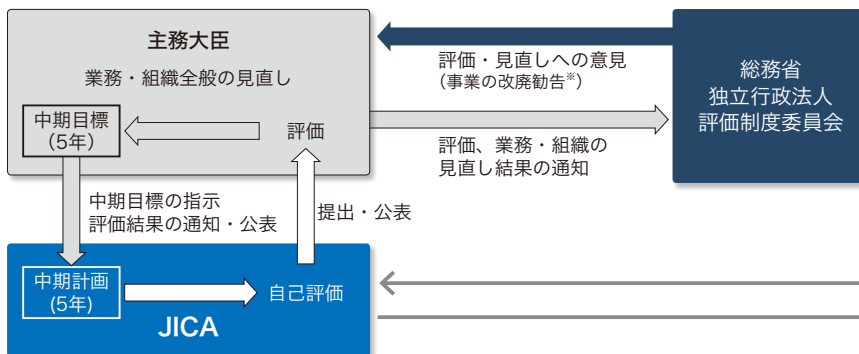 主務大臣
業務・組織全般の見直し
中期目標
(5年)
評価
評価・見直しへの意見
(事業の改廃勧告※)
評価、業務・組織の
見直し結果の通知
総務省
独立行政法人
評価制度委員会
中期目標の指示
評価結果の通知・公表
提出・公表
中期計画
(5年)
自己評価
JICA